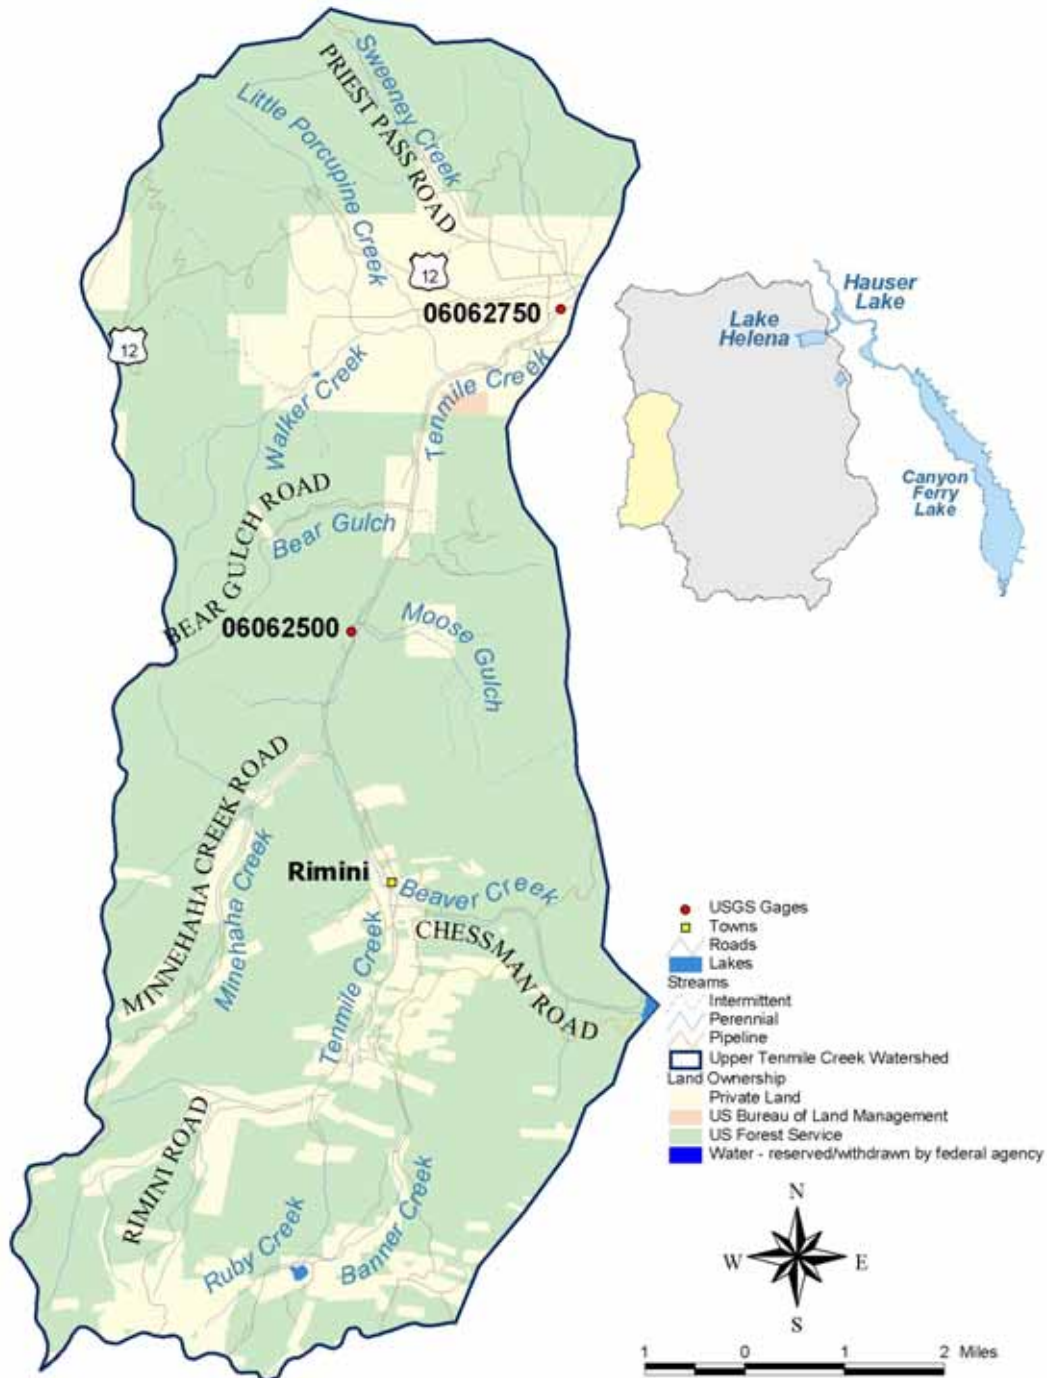 Sweeney Creek
PRIEST PASS ROAD
Little Porcupine Creek
12
06062750
12
Hauser
Lake
Lake
Helena
Tenmile Creek
Walker Creek
Canyon
Ferry
Lake
BEAR GULCH ROAD
Bear Gulch
Moose Gulch
06062500
MINNEHAHA CREEK ROAD
Minehaha Creek
Rimini
Beaver Creek
CHESSMAN ROAD
Tenmile Creek
USGS Gages
Towns
Roads
Lakes
Streams
Intermittent
Perennial
Pipeline
Upper Tenmile Creek Watershed
Land Ownership
Private Land
US Bureau of Land Management
US Forest Service
Water - reserved/withdrawn by federal agency
RIMINI ROAD
Ruby Creek
Banner Creek
N
W E
S
1 0 1 2 Miles